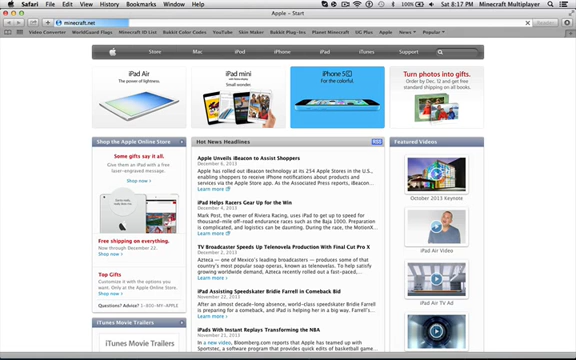 Safari File Edit View History Bookmarks Window Help 100% Sat 8:17 PM Minecraft Multiplayer
Apple – Start
minecraft.net Reader
Video Converter WorldGuard Flags Minecraft ID List Bukkit Color Codes YouTube Skin Maker Bukkit Plug-ins Planet Minecraft Apple News Popular
Store Mac iPod iPhone iPad iTunes Support
iPad Air
The power of lightness.
iPad mini
Small wonder.
iPhone 5c
For the colorful.
Turn photos into gifts.
Order by Dec. 12 and get free
standard shipping on all books.
Shop the Apple Online Store
Some gifts say it all.
Give them an iPad with a free
laser-engraved message.
Shop now
Free shipping on everything.
Now through December 22.
Shop now
Top Gifts
Customize it with the options
you want. Only at the Apple
Online Store.
Shop now
Questions? Advice? 1-800-MY-APPLE
iTunes Movie Trailers
iTunes Movie Trailers
Hot News Headlines RSS
Apple Unveils iBeacon to Assist Shoppers
December 6, 2013
Apple has rolled out iBeacon technology at its 254 Apple Stores in the U.S.,
enabling shoppers to receive iPhone notifications about products and
services via the Apple Store app. As the Associated Press reports, iBeacon...
Learn more
iPad Helps Racers Gear Up for the Win
December 4, 2013
Mark Post, the owner of Riviera Racing, uses iPad to get up to speed for
thousand-mile off-road endurance races such as the Baja 1000. Preparation
is complicated, and logistics can be daunting. During the event, Mark...
Learn more
TV Broadcaster Speeds Up Telenovela Production With Final Cut Pro X
December 2, 2013
Azteca — one of Mexico's leading broadcasters — produces some of that
country's most popular soap operas, known as telenovelas. To help satisfy
growing worldwide demand, Azteca recently rolled out a fast-paced...
Learn more
iPad Assisting Speedskater Bridie Farrell in Comeback Bid
November 22, 2013
After an almost decade-long absence, world-class speedskater Bridie Farrell
is preparing for a comeback, and iPad is helping her in a big way. Farrell...
Learn more
iPads With Instant Replays Transforming the NBA
November 21, 2013
In a new video, Bloomberg.com reports that Apple has teamed up with
Sportstec, a software program that provides quick edits of basketball game...
Featured Videos
October 2013 Keynote
iPad Air Video
iPad Air TV Ad